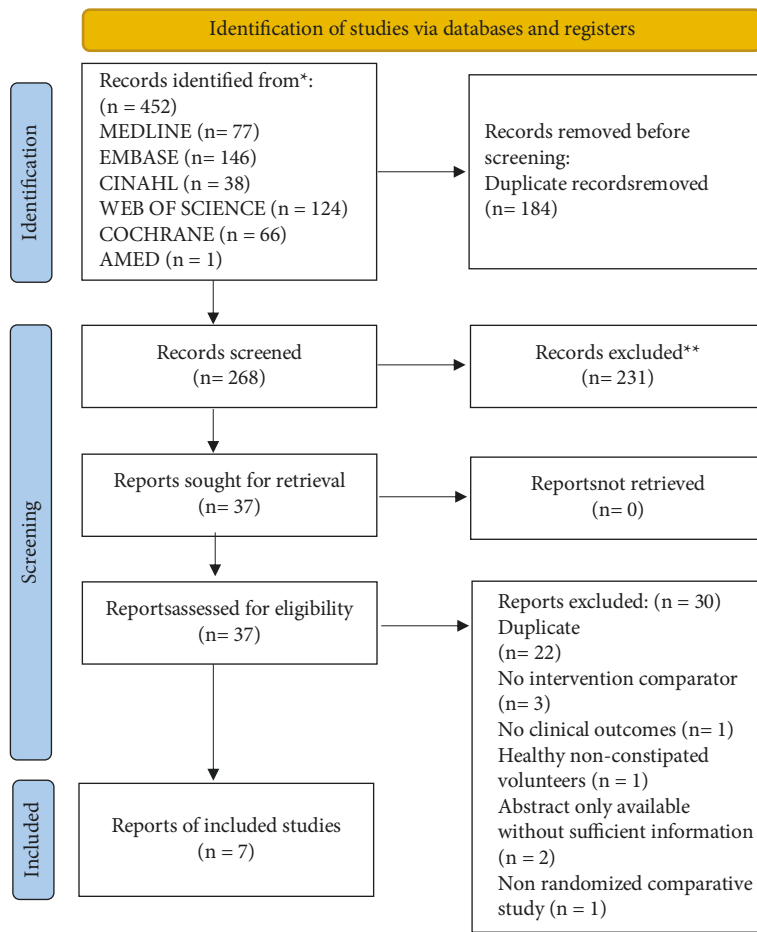 Identification of studies via databases and registers
Identification
Records identified from*:
(n = 452)
MEDLINE (n= 77)
EMBASE (n= 146)
CINAHL (n= 38)
WEB OF SCIENCE (n= 124)
COCHRANE (n= 66)
AMED (n= 1)
Records removed before
screening:
Duplicate recordsremoved
(n= 184)
Screening
Records screened
(n= 268)
Records excluded**
(n= 231)
Reports sought for retrieval
(n= 37)
Reportsnot retrieved
(n= 0)
Reportsassessed for eligibility
(n= 37)
Reports excluded: (n = 30)
Duplicate
(n= 22)
No intervention comparator
(n= 3)
No clinical outcomes (n= 1)
Healthy non-constipated
volunteers (n = 1)
Abstract only available
without sufficient information
(n = 2)
Non randomized comparative
study (n = 1)
Included
Reports of included studies
(n = 7)